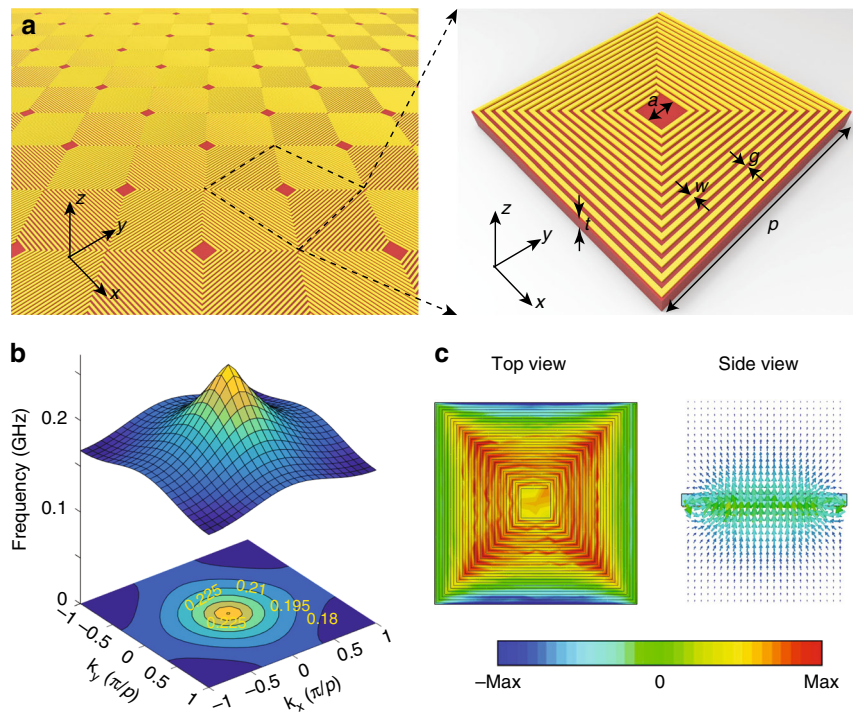 a
z
y
x
a
g
w
t
p
z
y
x
b
Frequency (GHz)
0.2
0.1
0
0.225
0.21
0.195
0.18
0.225
−1
−0.5
0
0.5
1
k_y (π/p)
−1
−0.5
0
0.5
1
k_x (π/p)
c
Top view
Side view
−Max
0
Max